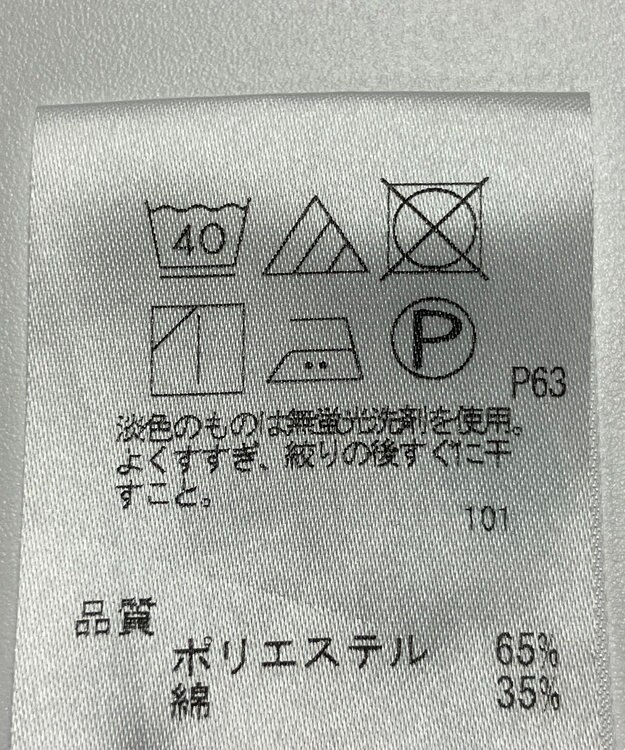 40
P
P63
淡色のものは無蛍光洗剤を使用。
よくすすぎ、絞りの後すぐに干
すこと。
101
品質
ポリエステル 65%
綿 35%